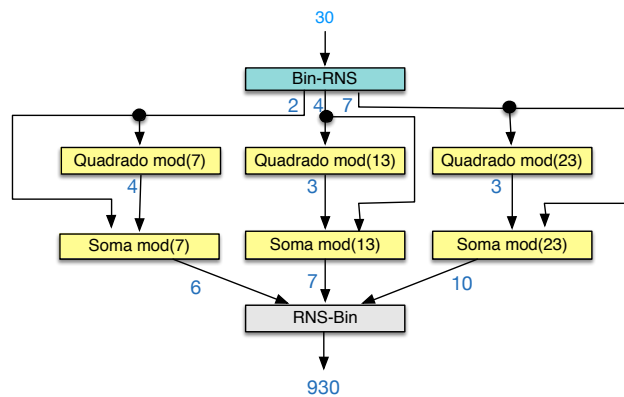 30
Bin-RNS
2 4 7
Quadrado mod(7) Quadrado mod(13) Quadrado mod(23)
4 3 3
Soma mod(7) Soma mod(13) Soma mod(23)
6 7 10
RNS-Bin
930